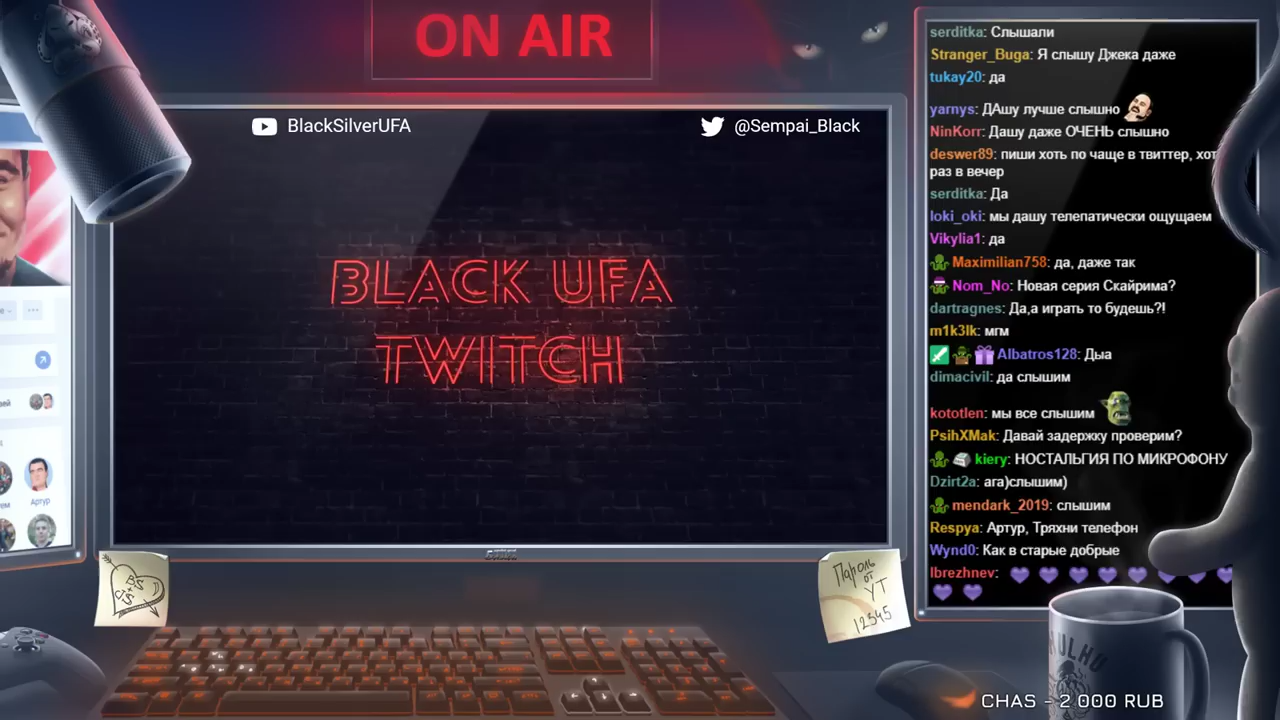 ON AIR
BlackSilverUFA
@Sempai_Black
BLACK UFA
TWITCH
Артур
BS
+
JS
Пароль
от
YT
12345
serditka: Слышали
Stranger_Buga: Я слышу Джека даже
tukay20: да
yarnys: ДАшу лучше слышно
NinKorr: Дашу даже ОЧЕНЬ слышно
deswer89: пиши хоть по чаще в твиттер, хот
раз в вечер
serditka: Да
loki_oki: мы дашу телепатически ощущаем
Vikylia1: да
Maximilian758: да, даже так
Nom_No: Новая серия Скайрима?
dartragnes: Да,а играть то будешь?!
m1k3lk: мгм
Albatros128: Дыа
dimacivil: да слышим
kototlen: мы все слышим
PsihXMak: Давай задержку проверим?
kiery: НОСТАЛЬГИЯ ПО МИКРОФОНУ
Dzirt2a: ага)слышим)
mendark_2019: слышим
Respya: Артур, Тряхни телефон
Wynd0: Как в старые добрые
lbrezhnev:
CHAS - 2 000 RUB